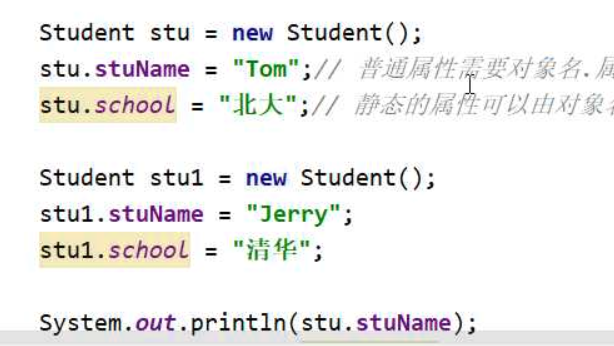 Student stu = new Student();
stu.stuName = "Tom";// 普通属性需要对象名.属
stu.school = "北大";// 静态的属性可以由对象名
Student stu1 = new Student();
stu1.stuName = "Jerry";
stu1.school = "清华";
System.out.println(stu.stuName);